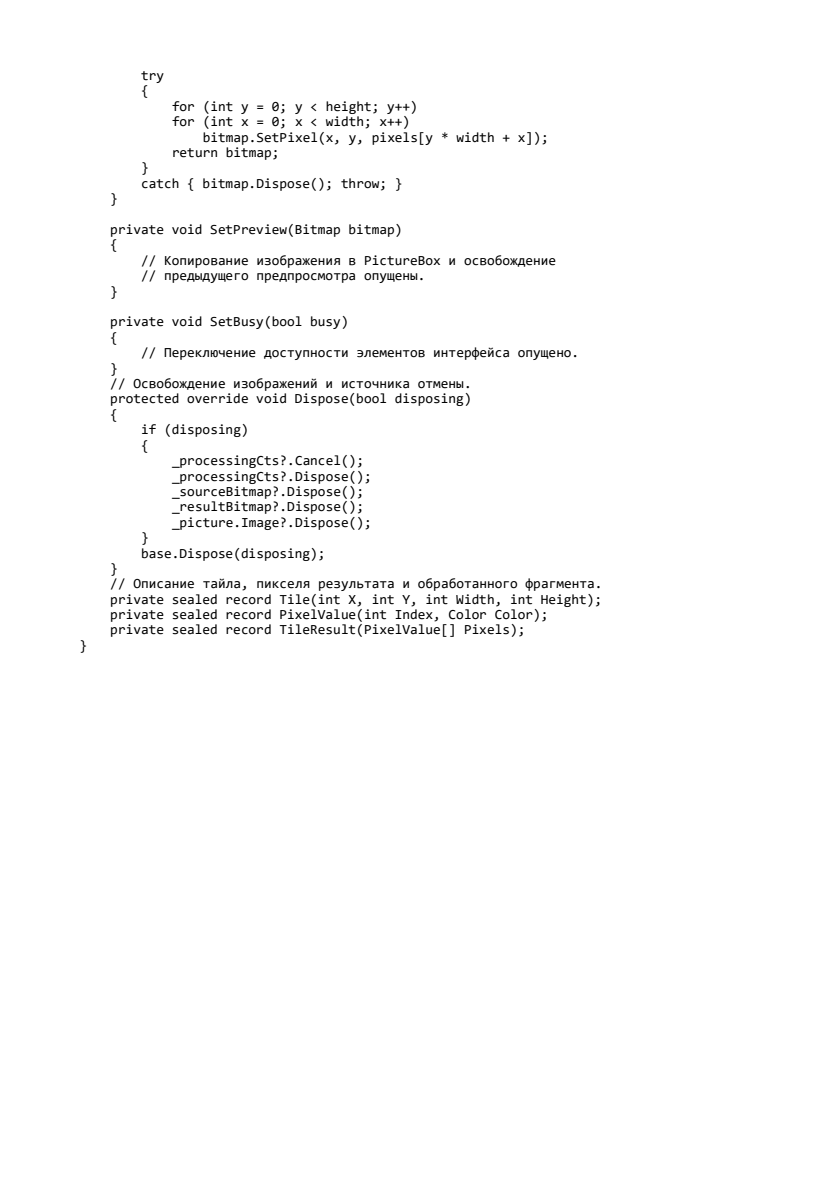 try
{
for (int y = 0; y < height; y++)
for (int x = 0; x < width; x++)
bitmap.SetPixel(x, y, pixels[y * width + x]);
return bitmap;
}
catch { bitmap.Dispose(); throw; }
}
private void SetPreview(Bitmap bitmap)
{
// Копирование изображения в PictureBox и освобождение
// предыдущего предпросмотра опущены.
}
private void SetBusy(bool busy)
{
// Переключение доступности элементов интерфейса опущено.
}
// Освобождение изображений и источника отмены.
protected override void Dispose(bool disposing)
{
if (disposing)
{
_processingCts?.Cancel();
_processingCts?.Dispose();
_sourceBitmap?.Dispose();
_resultBitmap?.Dispose();
_picture.Image?.Dispose();
}
base.Dispose(disposing);
}
// Описание тайла, пикселя результата и обработанного фрагмента.
private sealed record Tile(int X, int Y, int Width, int Height);
private sealed record PixelValue(int Index, Color Color);
private sealed record TileResult(PixelValue[] Pixels);
}